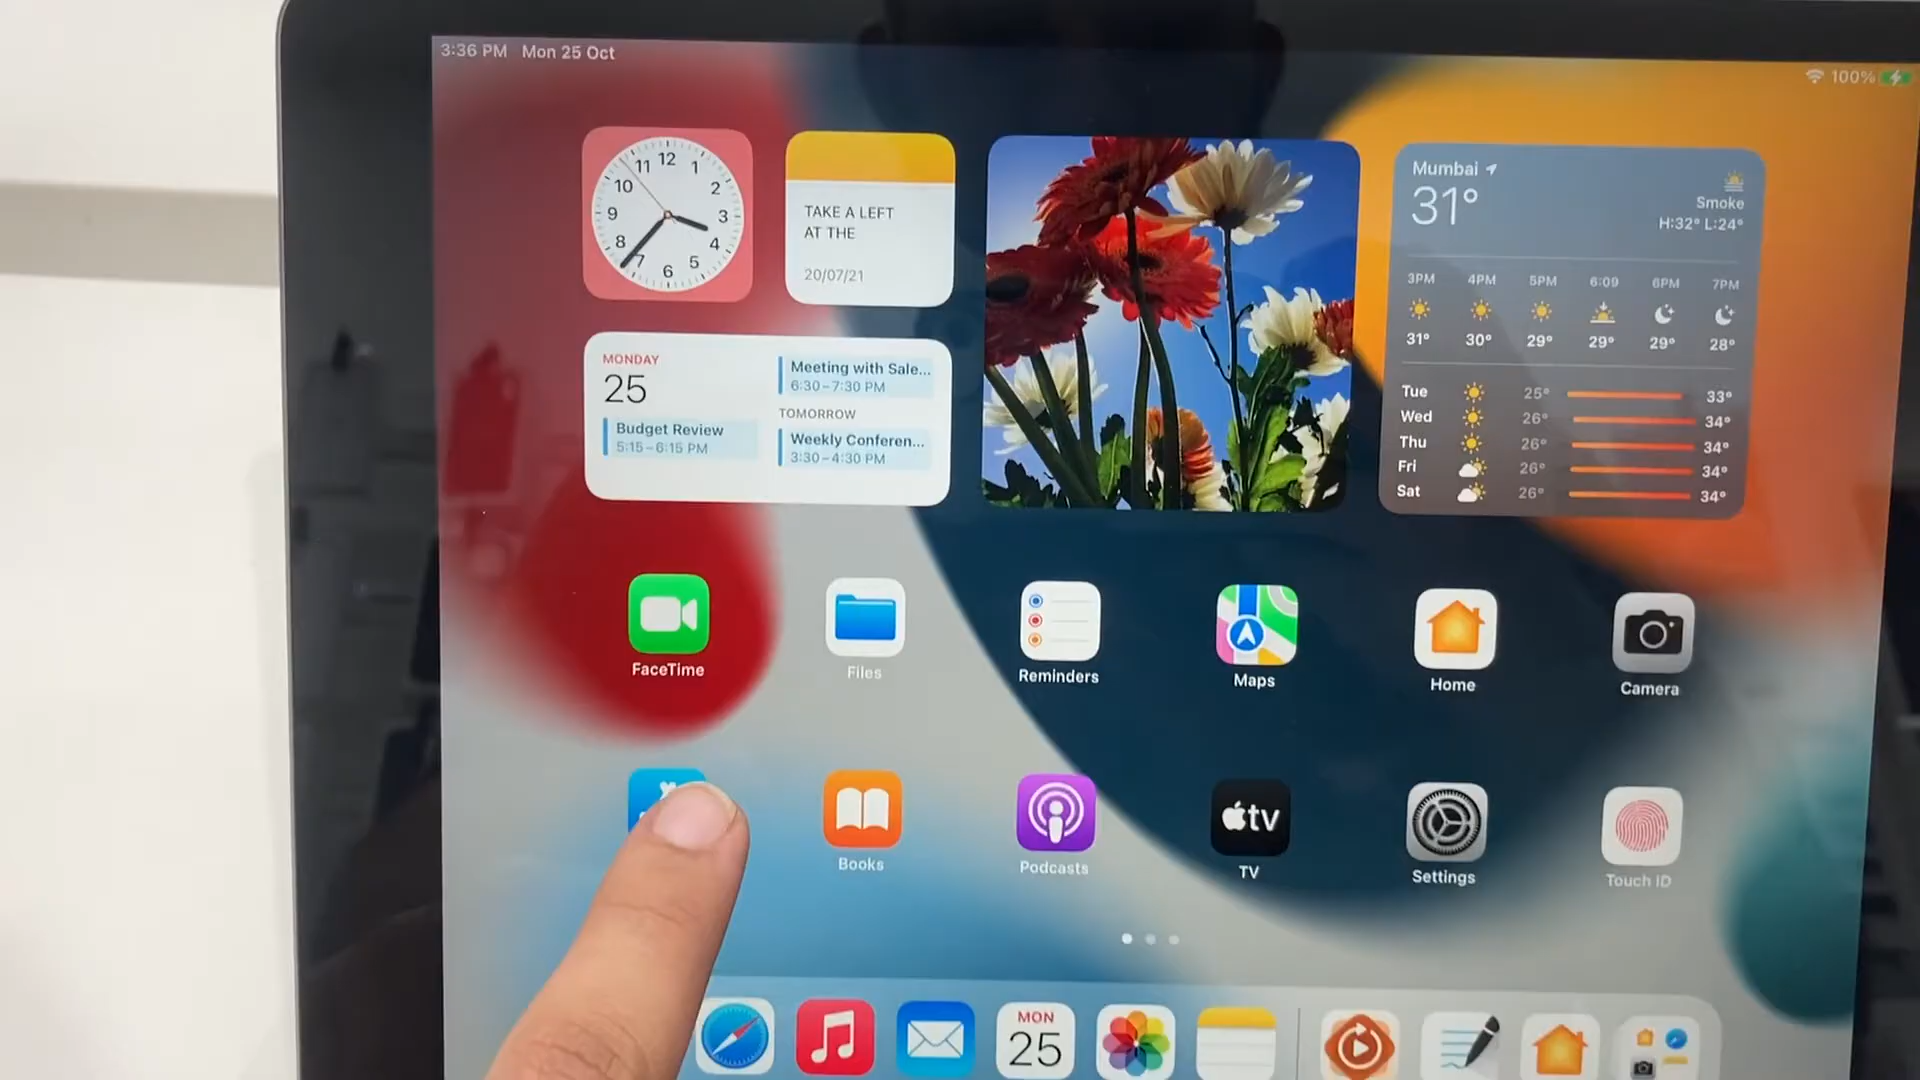 3:36 PM Mon 25 Oct
100%
12
11 1
10 2
9 3
8 4
7 5
6
TAKE A LEFT
AT THE
20/07/21
Mumbai
31°
Smoke
H:32° L:24°
3PM 4PM 5PM 6:09 6PM 7PM
31° 30° 29° 29° 29° 28°
Tue 25° 33°
Wed 26° 34°
Thu 26° 34°
Fri 26° 34°
Sat 26° 34°
MONDAY
25
Budget Review
5:15–6:15 PM
Meeting with Sale...
6:30–7:30 PM
TOMORROW
Weekly Conferen...
3:30–4:30 PM
FaceTime Files Reminders Maps Home Camera
tv
Books Podcasts TV Settings Touch ID
MON
25